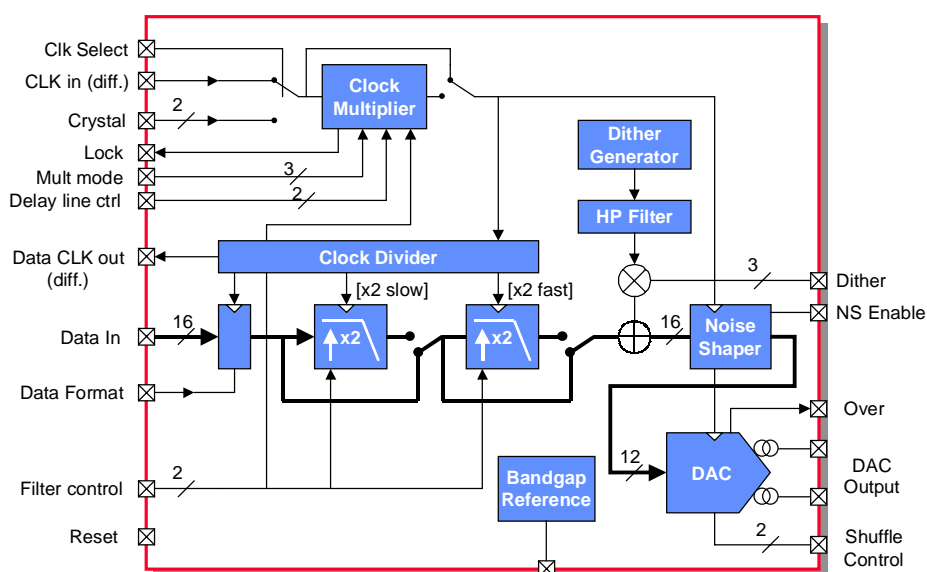 Clk Select
CLK in (diff.)
Crystal
2
Lock
Mult mode
3
Delay line ctrl
2
Clock
Multiplier
Dither
Generator
HP Filter
Data CLK out
(diff.)
Clock Divider
3
Dither
[x2 slow]
[x2 fast]
NS Enable
Data In
16
x2
x2
16
Noise
Shaper
Data Format
Over
12
DAC
DAC
Output
Filter control
2
Bandgap
Reference
Reset
2
Shuffle
Control